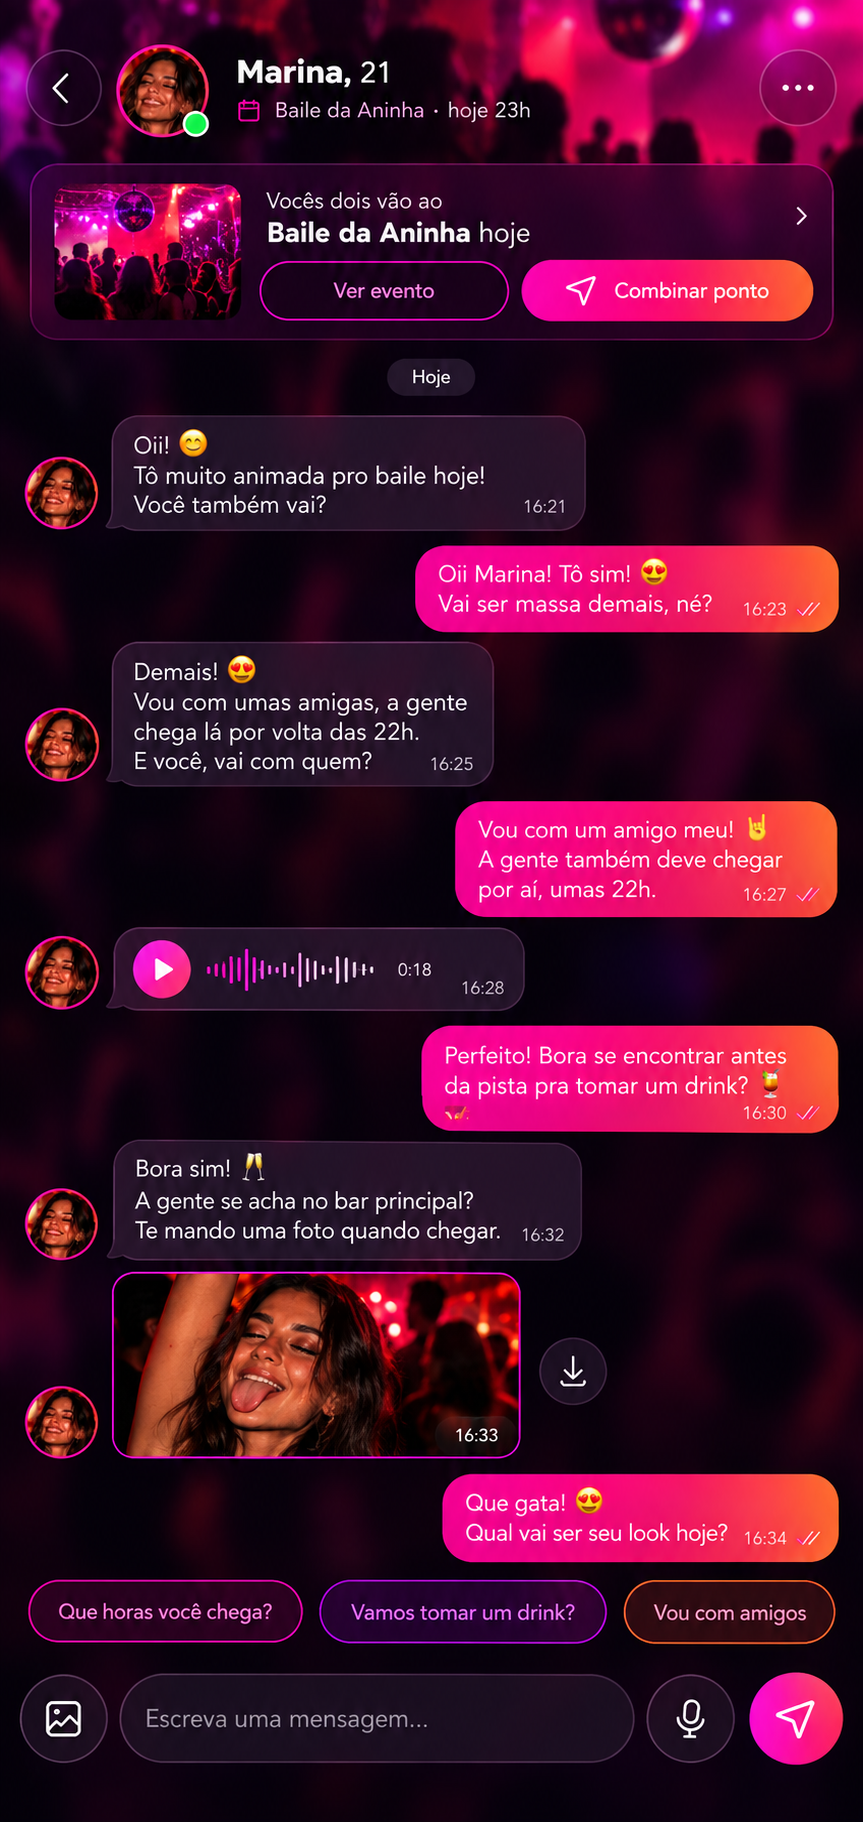 Marina, 21
Baile da Aninha · hoje 23h
Vocês dois vão ao
Baile da Aninha hoje
Ver evento
Combinar ponto
Hoje
Oii! 😊
Tô muito animada pro baile hoje!
Você também vai?
16:21
Oii Marina! Tô sim! 😍
Vai ser massa demais, né?
16:23
Demais! 😍
Vou com umas amigas, a gente
chega lá por volta das 22h.
E você, vai com quem?
16:25
Vou com um amigo meu! 🤘
A gente também deve chegar
por aí, umas 22h.
16:27
0:18
16:28
Perfeito! Bora se encontrar antes
da pista pra tomar um drink? 🍹
16:30
Bora sim! 🥂
A gente se acha no bar principal?
Te mando uma foto quando chegar.
16:32
16:33
Que gata! 😍
Qual vai ser seu look hoje?
16:34
Que horas você chega?
Vamos tomar um drink?
Vou com amigos
Escreva uma mensagem...